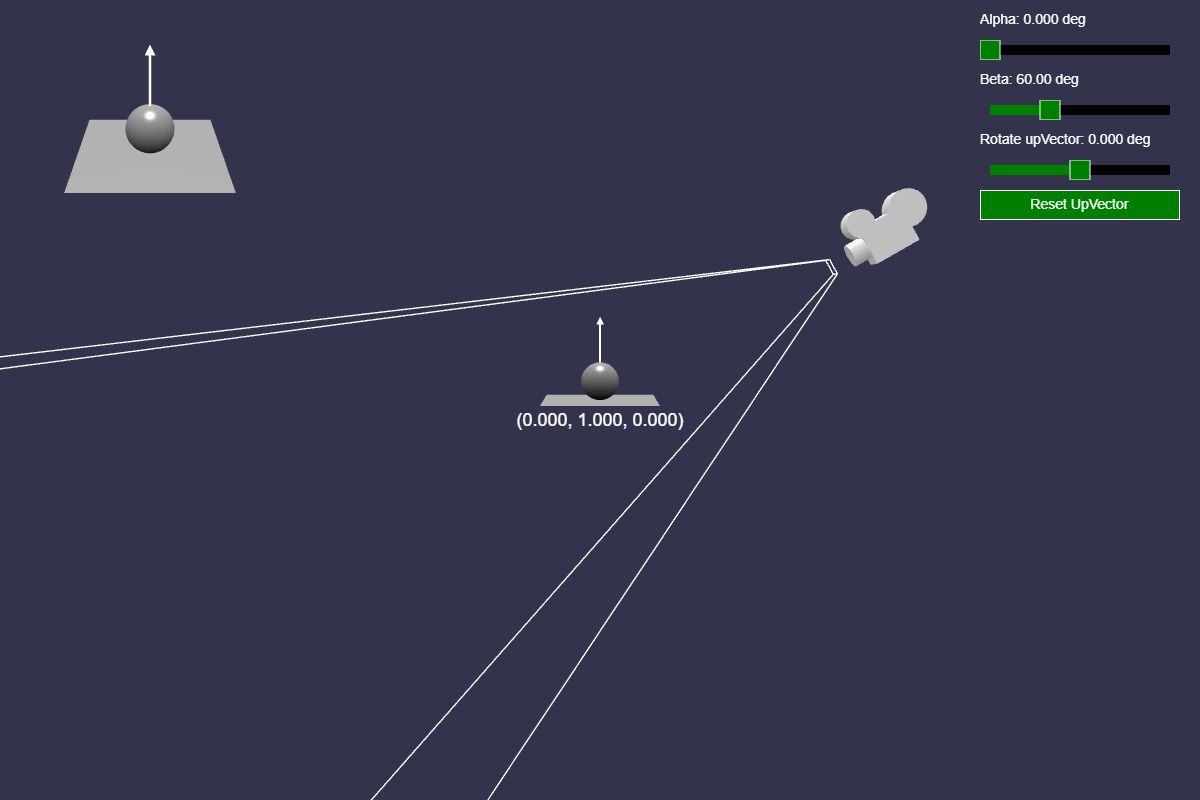 Alpha: 0.000 deg
Beta: 60.00 deg
Rotate upVector: 0.000 deg
Reset UpVector
(0.000, 1.000, 0.000)